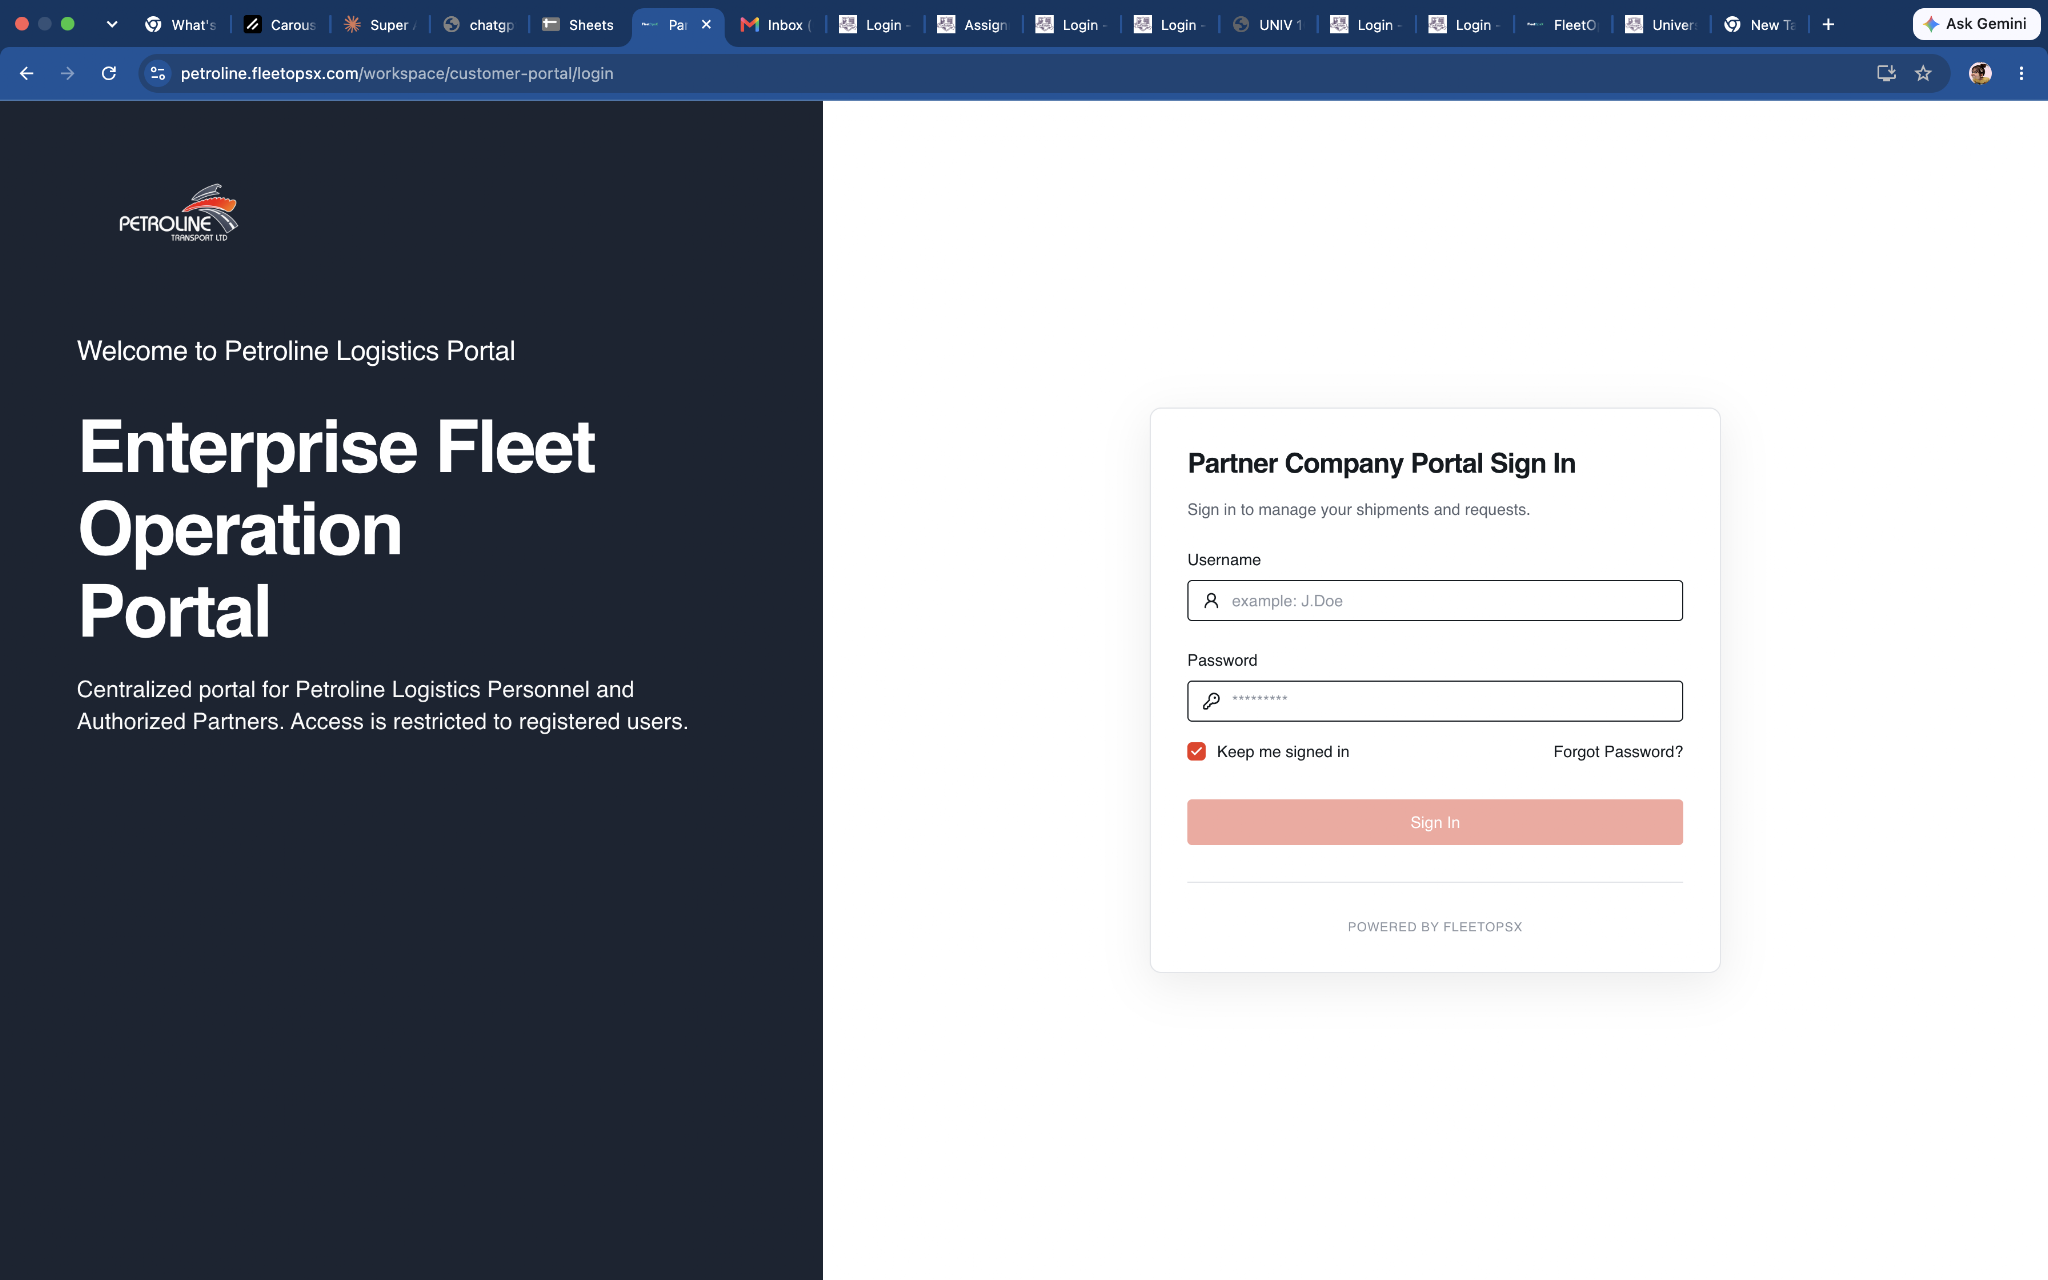 What's
Carous
Super
chatgp
Sheets
Pa
Inbox (
Login -
Assign
Login -
Login -
UNIV 1
Login -
Login -
FleetO
Univers
New Ta
Ask Gemini
petroline.fleetopsx.com/workspace/customer-portal/login
PETROLINE
TRANSPORT LTD
Welcome to Petroline Logistics Portal
Enterprise Fleet
Operation
Portal
Centralized portal for Petroline Logistics Personnel and
Authorized Partners. Access is restricted to registered users.
Partner Company Portal Sign In
Sign in to manage your shipments and requests.
Username
example: J.Doe
Password
*********
Keep me signed in
Forgot Password?
Sign In
POWERED BY FLEETOPSX